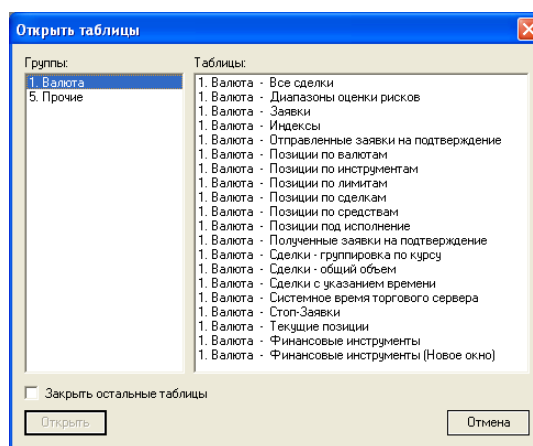 Открыть таблицы
Группы:
1. Валюта
5. Прочие
Таблицы:
1. Валюта - Все сделки
1. Валюта - Диапазоны оценки рисков
1. Валюта - Заявки
1. Валюта - Индексы
1. Валюта - Отправленные заявки на подтверждение
1. Валюта - Позиции по валютам
1. Валюта - Позиции по инструментам
1. Валюта - Позиции по лимитам
1. Валюта - Позиции по сделкам
1. Валюта - Позиции по средствам
1. Валюта - Позиции под исполнение
1. Валюта - Полученные заявки на подтверждение
1. Валюта - Сделки - группировка по курсу
1. Валюта - Сделки - общий объем
1. Валюта - Сделки с указанием времени
1. Валюта - Системное время торгового сервера
1. Валюта - Стоп-Заявки
1. Валюта - Текущие позиции
1. Валюта - Финансовые инструменты
1. Валюта - Финансовые инструменты (Новое окно)
Закрыть остальные таблицы
Открыть
Отмена